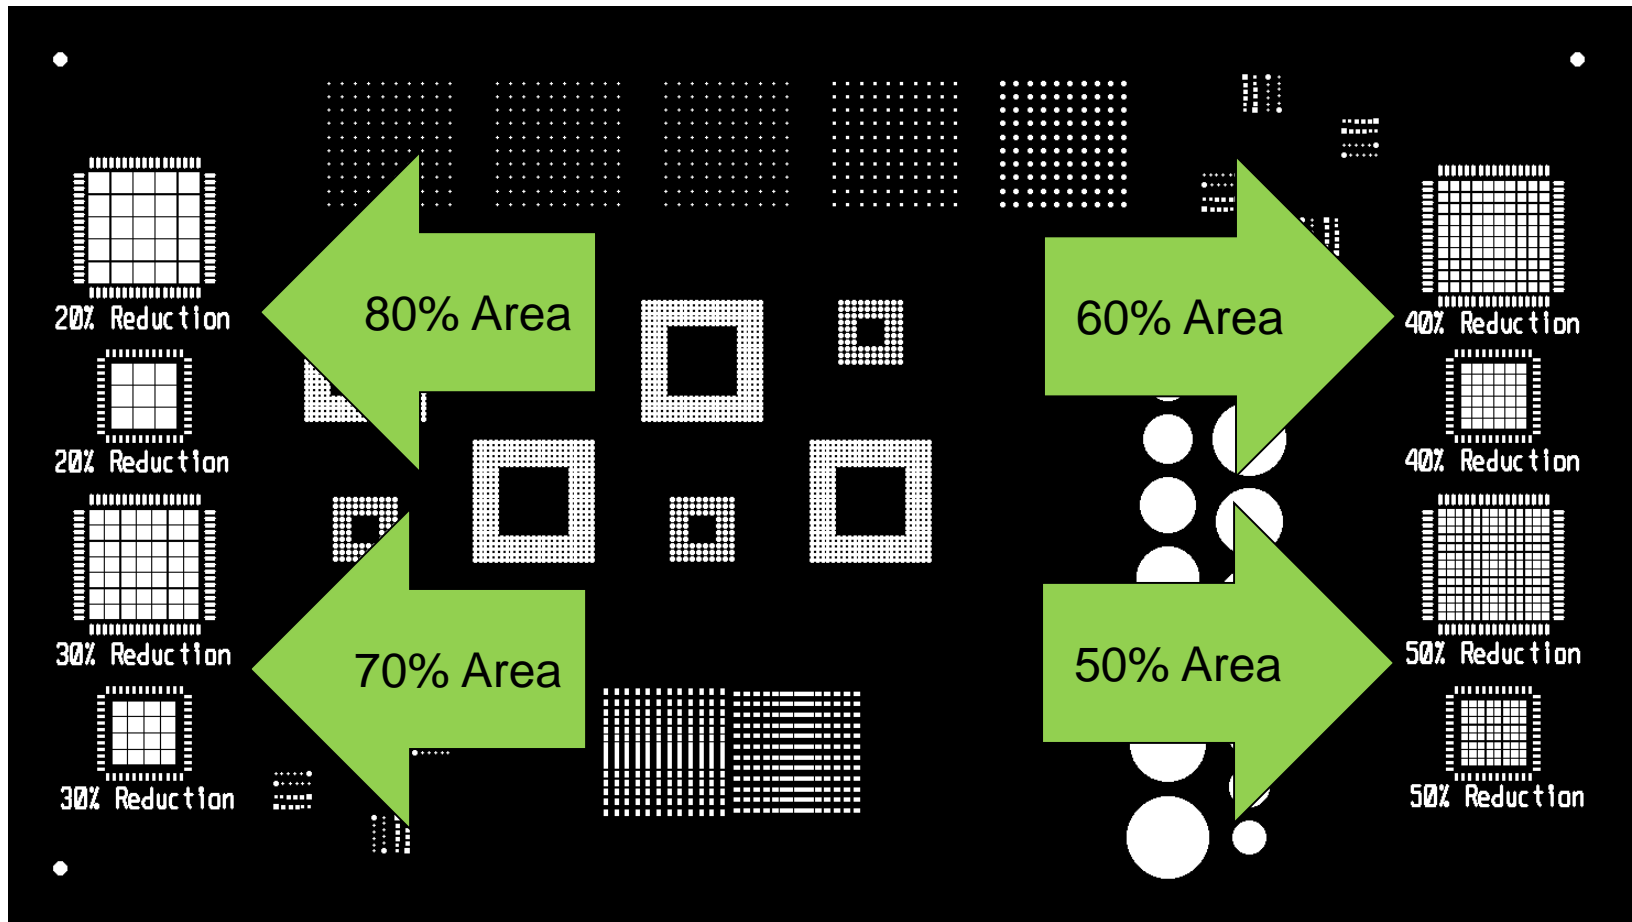 80% Area
60% Area
20% Reduction
40% Reduction
20% Reduction
40% Reduction
70% Area
50% Area
30% Reduction
50% Reduction
30% Reduction
50% Reduction